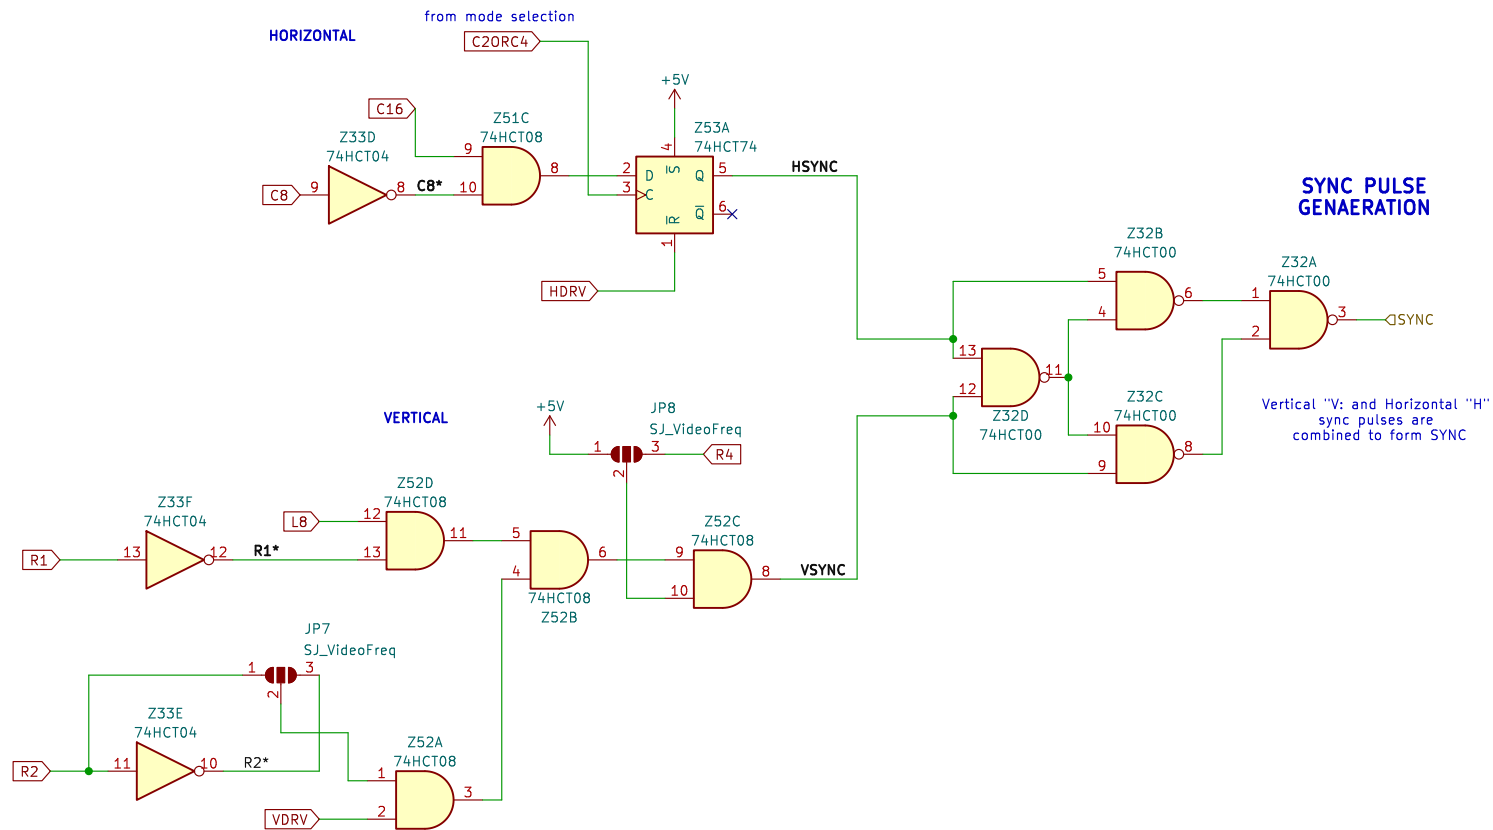 from mode selection
HORIZONTAL
C2ORC4
+5V
C16
Z51C
74HCT08
Z53A
74HCT74
Z33D
74HCT04
9
8
4
S
HSYNC
2
D
Q
5
3
C
C8
9
8
C8*
10
SYNC PULSE
GENAERATION
Q
6
R
1
Z32B
74HCT00
Z32A
74HCT00
HDRV
5
6
1
4
3
SYNC
2
13
11
12
Z32D
74HCT00
Z32C
74HCT00
Vertical "V: and Horizontal "H"
sync pulses are
combined to form SYNC
VERTICAL
+5V
JP8
SJ_VideoFreq
10
8
9
1
3
R4
2
Z52D
74HCT08
Z33F
74HCT04
L8
12
11
5
Z52C
74HCT08
R1
13
12
R1*
13
6
9
4
VSYNC
8
10
74HCT08
Z52B
JP7
SJ_VideoFreq
1
3
2
Z33E
74HCT04
Z52A
74HCT08
R2
11
10
R2*
1
3
VDRV
2